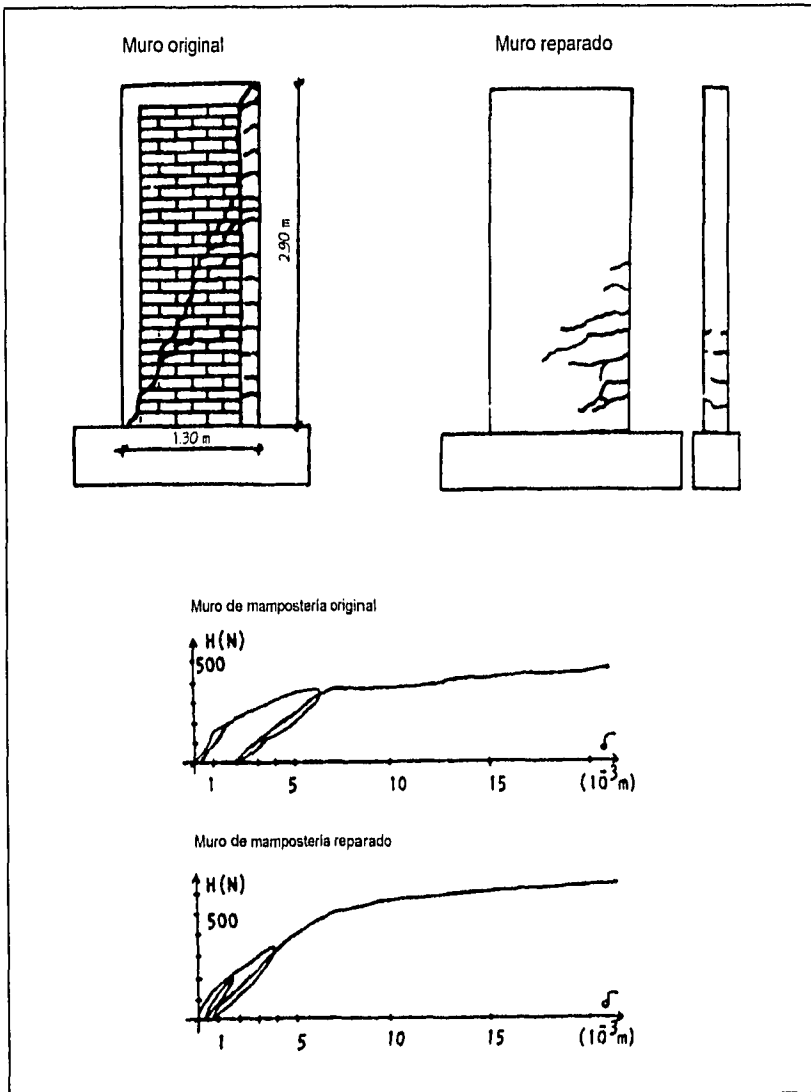 Muro original
Muro reparado
2.90 m
1.30 m
Muro de mampostería original
H(N)
500
δ
1 5 10 15 (10⁻³m)
Muro de mampostería reparado
H(N)
500
δ
1 5 10 15 (10⁻³m)